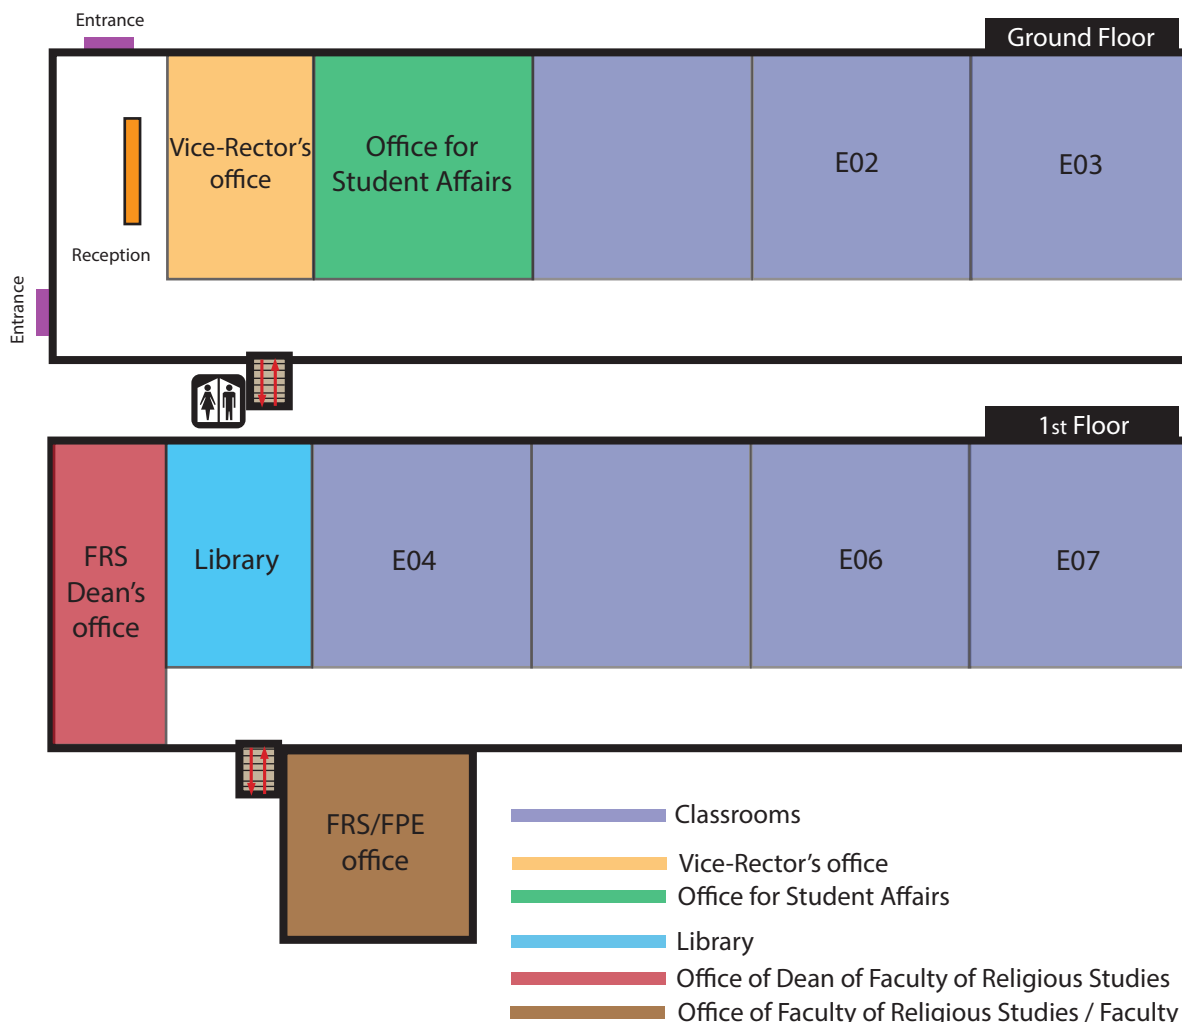 Entrance
Ground Floor
Vice-Rector's
office
Office for
Student Affairs
E02
E03
Reception
Entrance
1st Floor
FRS
Dean's
office
Library
E04
E06
E07
FRS/FPE
office
Classrooms
Vice-Rector's office
Office for Student Affairs
Library
Office of Dean of Faculty of Religious Studies
Office of Faculty of Religious Studies / Faculty